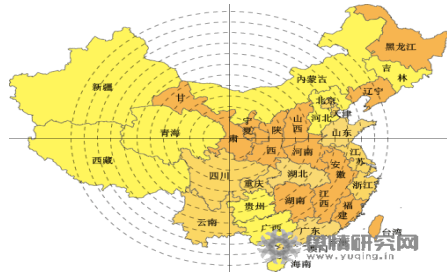 黑龙江
吉
林
辽宁
内蒙古
新疆
甘
肃
北京
天津
河北
宁
夏
陕
西
山
西
山东
青海
河南
江
苏
西藏
四川
湖北
安
徽
重庆
浙江
湖南
江
西
贵州
福
建
云南
台湾
广西
广东
澳门
海南
舆情研究网
www.yuqing.in